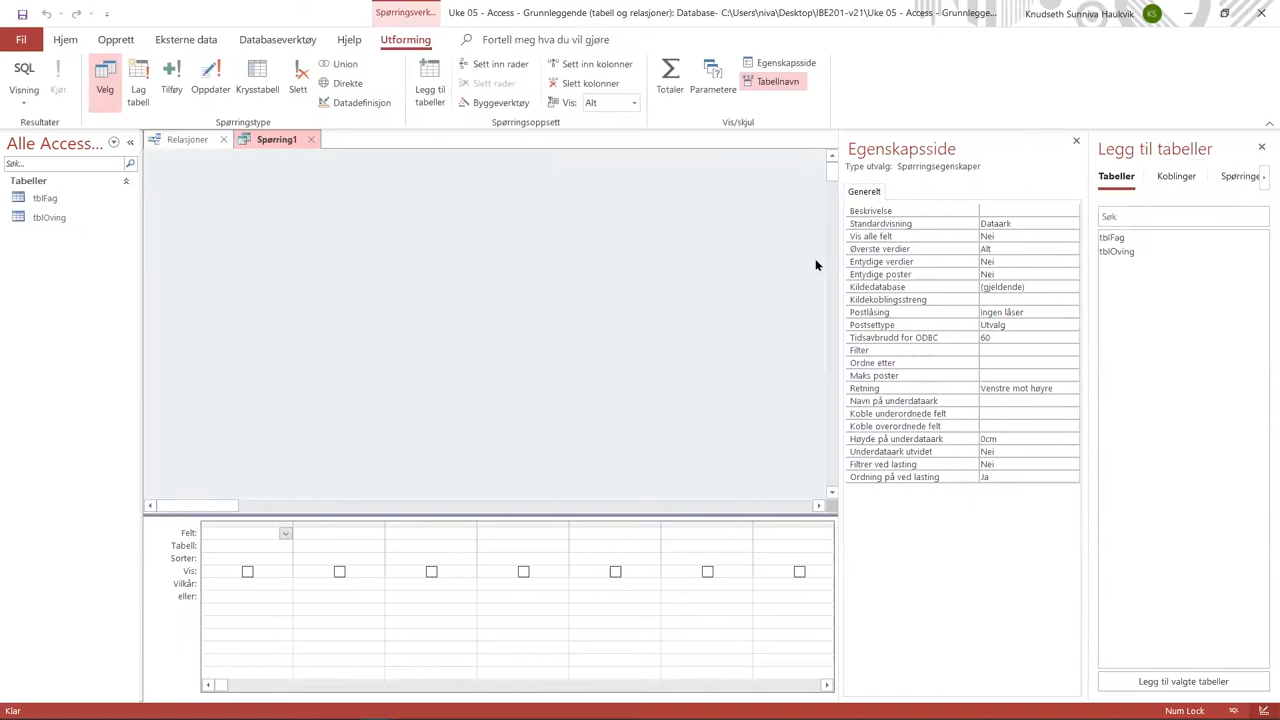 Spørringsverk...
Uke 05 - Access - Grunnleggende (tabell og relasjoner): Database- C:\Users\niva\Desktop\IBE201-v21\Uke 05 - Access - Grunnlegge...
Knudseth Sunniva Haukvik
KS
Fil
Hjem
Opprett
Eksterne data
Databaseverktøy
Hjelp
Utforming
Fortell meg hva du vil gjøre
SQL
Visning
Kjør
Resultater
Velg
Lag tabell
Tilføy
Oppdater
Krysstabell
Slett
Union
Direkte
Datadefinisjon
Spørringstype
Legg til tabeller
Sett inn rader
Slett rader
Byggeverktøy
Sett inn kolonner
Slett kolonner
Vis: Alt
Spørringsoppsett
Totaler
Parametere
Egenskapsside
Tabellnavn
Vis/skjul
Alle Access...
Søk...
Tabeller
tblFag
tblOving
Relasjoner
Spørring1
Felt:
Tabell:
Sorter:
Vis:
Vilkår:
eller:
Egenskapsside
Type utvalg: Spørringsegenskaper
Generelt
Beskrivelse
Standardvisning Dataark
Vis alle felt Nei
Øverste verdier Alt
Entydige verdier Nei
Entydige poster Nei
Kildedatabase (gjeldende)
Kildekoblingsstreng
Postlåsing Ingen låser
Postsettype Utvalg
Tidsavbrudd for ODBC 60
Filter
Ordne etter
Maks poster
Retning Venstre mot høyre
Navn på underdataark
Koble underordnede felt
Koble overordnede felt
Høyde på underdataark 0cm
Underdataark utvidet Nei
Filtrer ved lasting Nei
Ordning på ved lasting Ja
Legg til tabeller
Tabeller
Koblinger
Spørringe
Søk
tblFag
tblOving
Legg til valgte tabeller
Klar
Num Lock
SQL